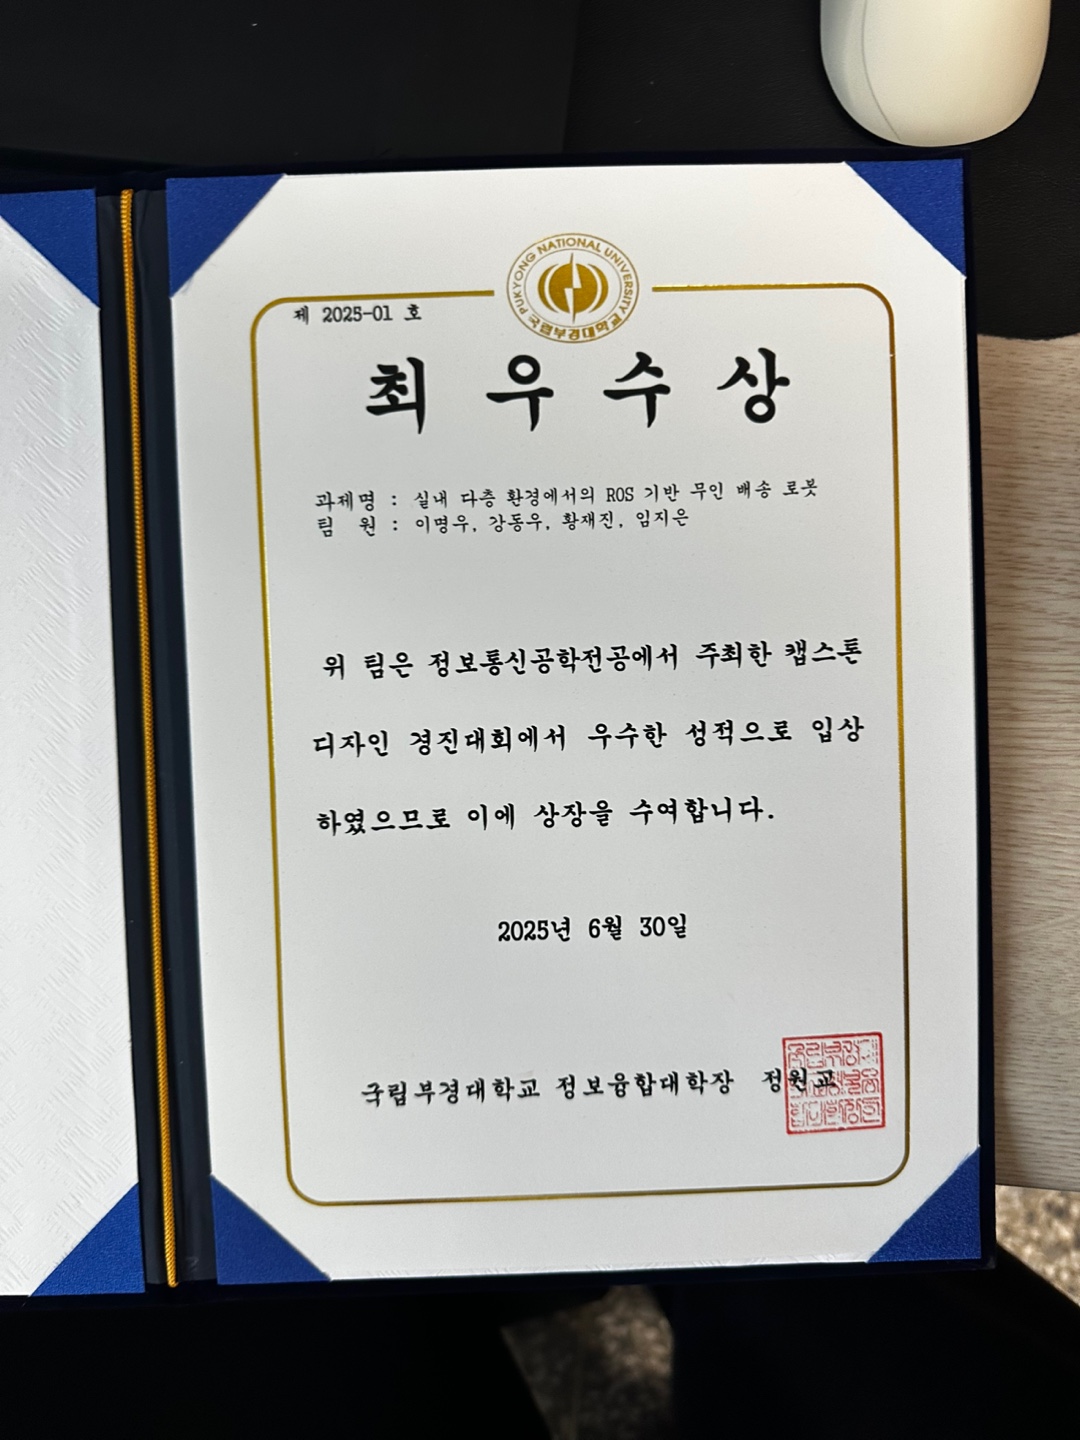 PUKYONG NATIONAL UNIVERSITY
국립부경대학교
제 2025-01 호
최우수상
과제명 : 실내 다층 환경에서의 ROS 기반 무인 배송 로봇
팀 원 : 이명우, 강동우, 황재진, 임지은
위 팀은 정보통신공학전공에서 주최한 캡스톤
디자인 경진대회에서 우수한 성적으로 입상
하였으므로 이에 상장을 수여합니다.
2025년 6월 30일
국립부경대학교 정보융합대학장 정원교